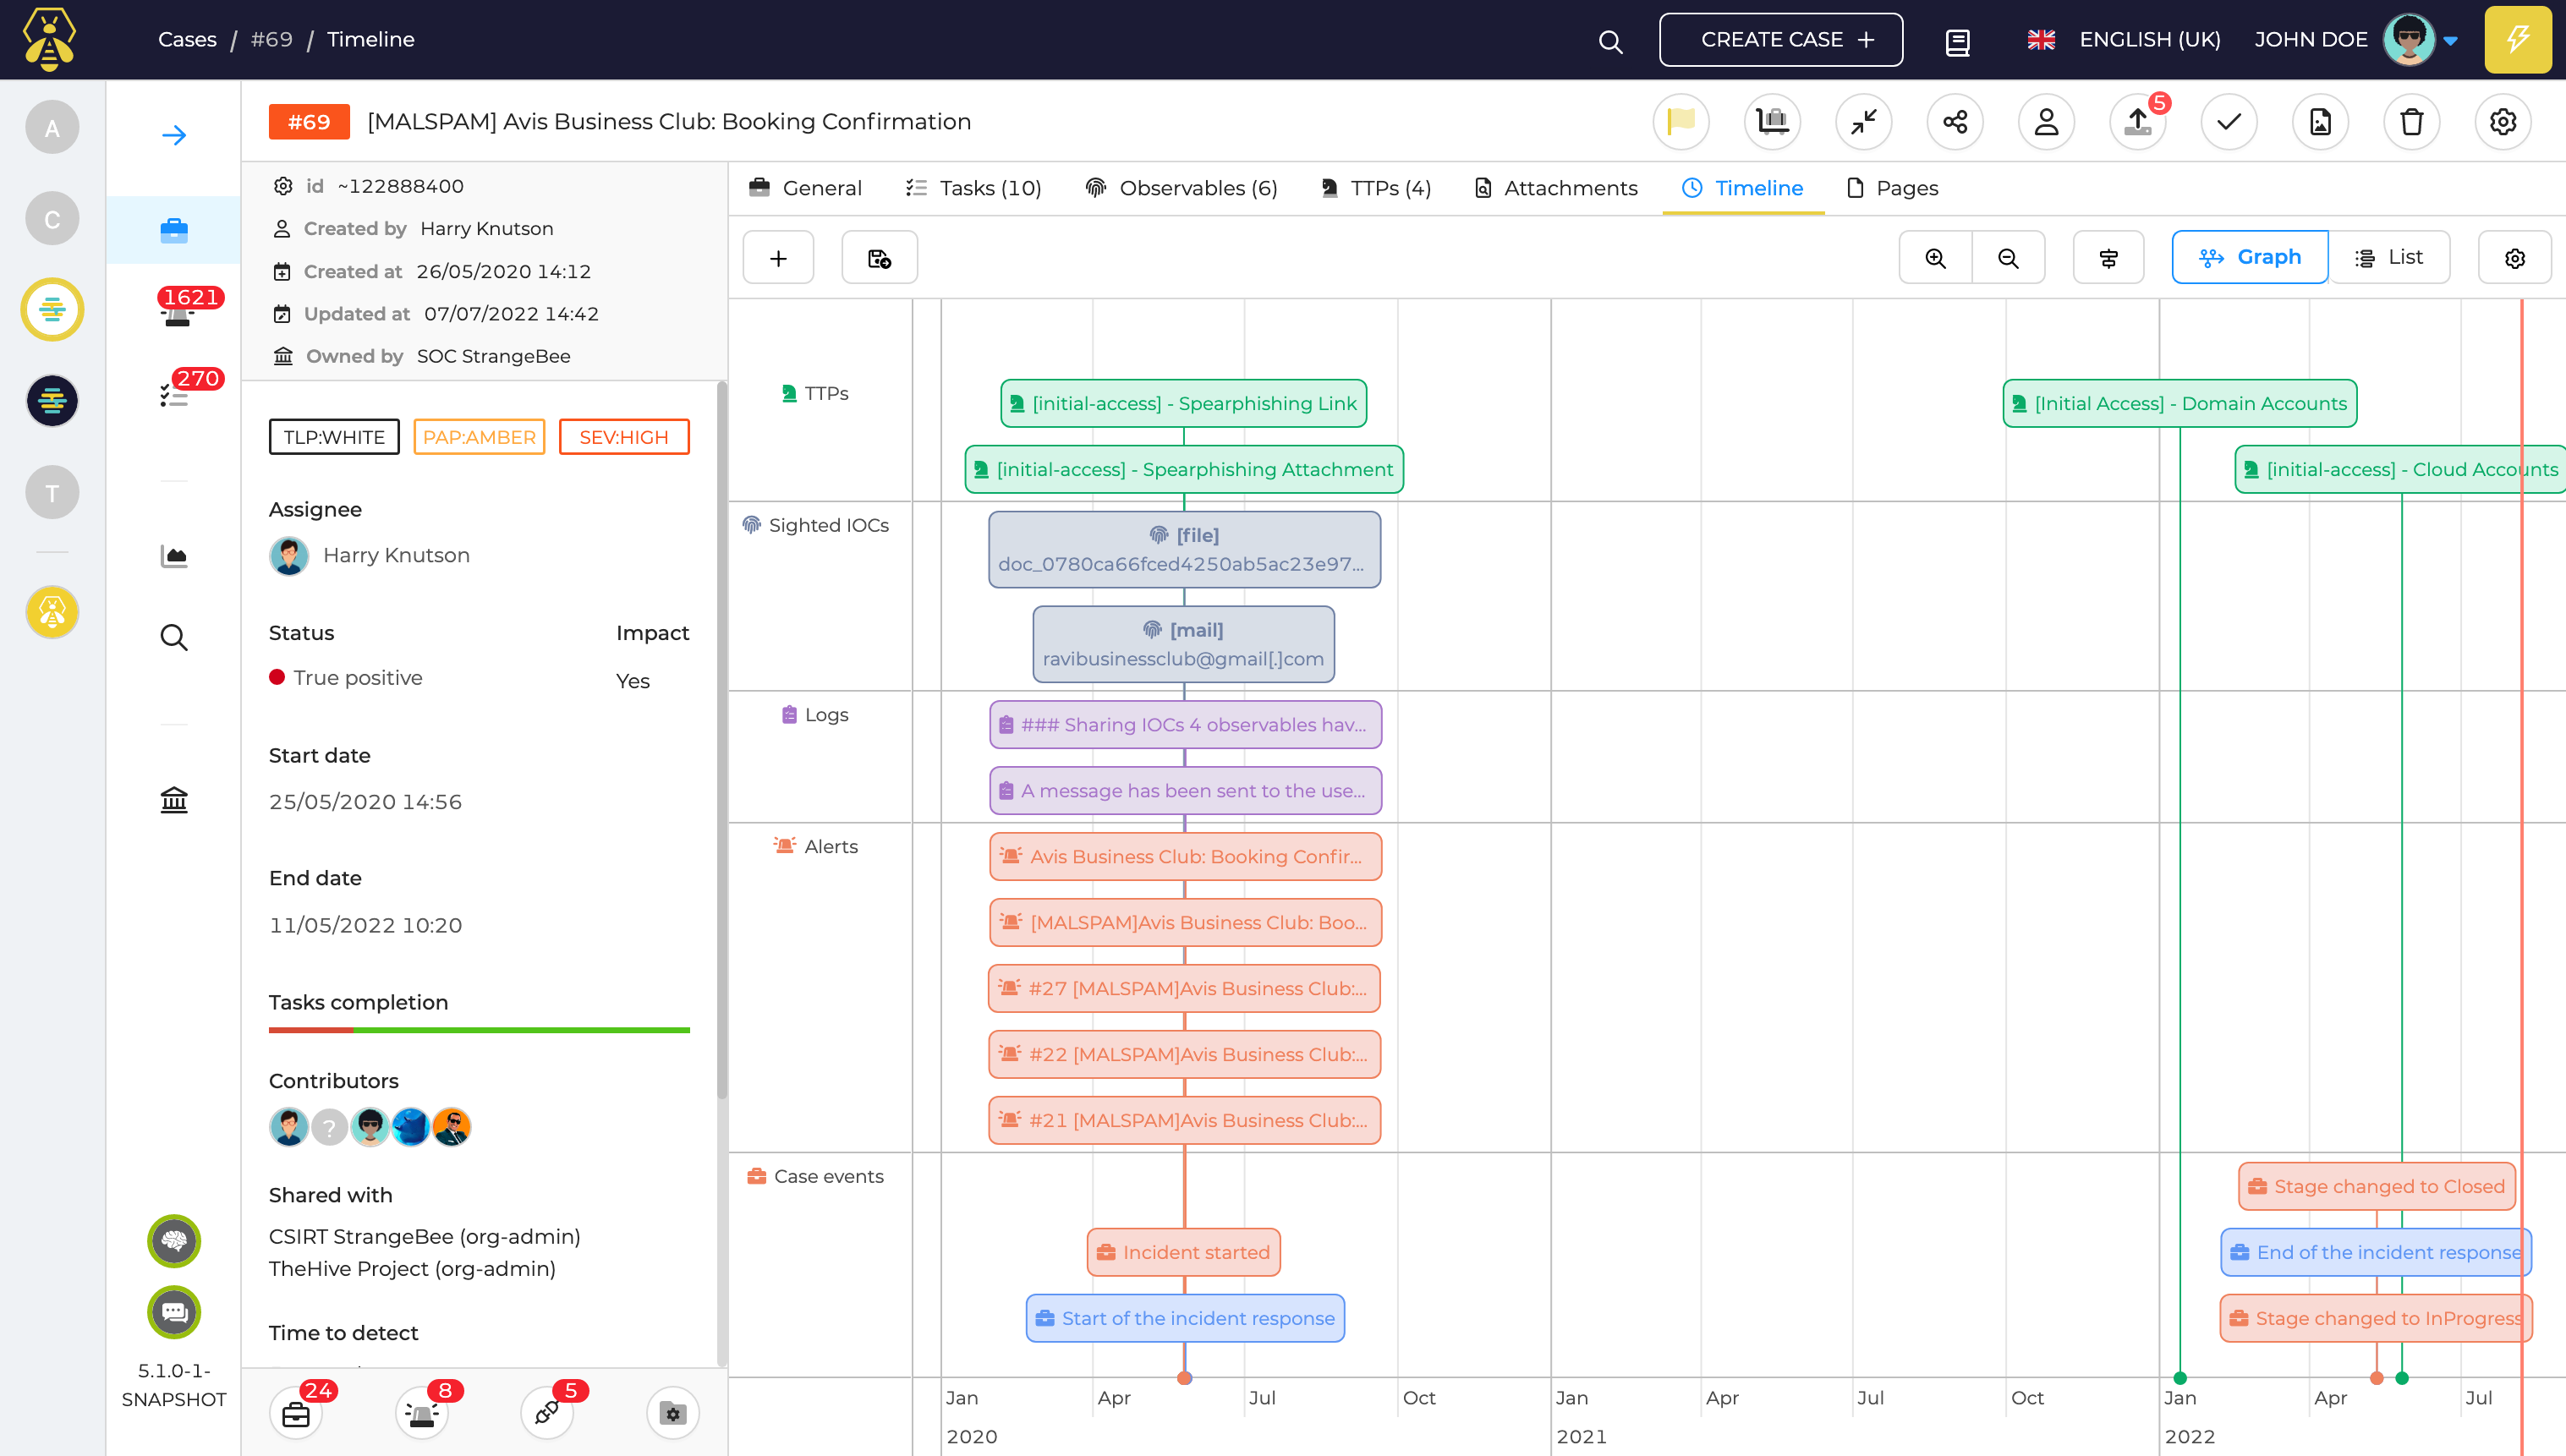 Cases / #69 / Timeline
CREATE CASE +
ENGLISH (UK)
JOHN DOE
A
C
T
1621
270
5.1.0-1-
SNAPSHOT
#69 [MALSPAM] Avis Business Club: Booking Confirmation
5
id ~122888400
Created by Harry Knutson
Created at 26/05/2020 14:12
Updated at 07/07/2022 14:42
Owned by SOC StrangeBee
TLP:WHITE PAP:AMBER SEV:HIGH
Assignee
Harry Knutson
Status Impact
True positive Yes
Start date
25/05/2020 14:56
End date
11/05/2022 10:20
Tasks completion
Contributors
?
Shared with
CSIRT StrangeBee (org-admin)
TheHive Project (org-admin)
Time to detect
24 8 5
General Tasks (10) Observables (6) TTPs (4) Attachments Timeline Pages
+
Graph List
TTPs
[initial-access] - Spearphishing Link
[Initial Access] - Domain Accounts
[initial-access] - Spearphishing Attachment
[initial-access] - Cloud Accounts
Sighted IOCs
[file]
doc_0780ca66fced4250ab5ac23e97...
[mail]
ravibusinessclub@gmail[.]com
Logs
### Sharing IOCs 4 observables hav...
A message has been sent to the use...
Alerts
Avis Business Club: Booking Confir...
[MALSPAM]Avis Business Club: Boo...
#27 [MALSPAM]Avis Business Club:...
#22 [MALSPAM]Avis Business Club:...
#21 [MALSPAM]Avis Business Club:...
Case events
Stage changed to Closed
Incident started
End of the incident response
Start of the incident response
Stage changed to InProgress
Jan Apr Jul Oct Jan Apr Jul Oct Jan Apr Jul
2020 2021 2022